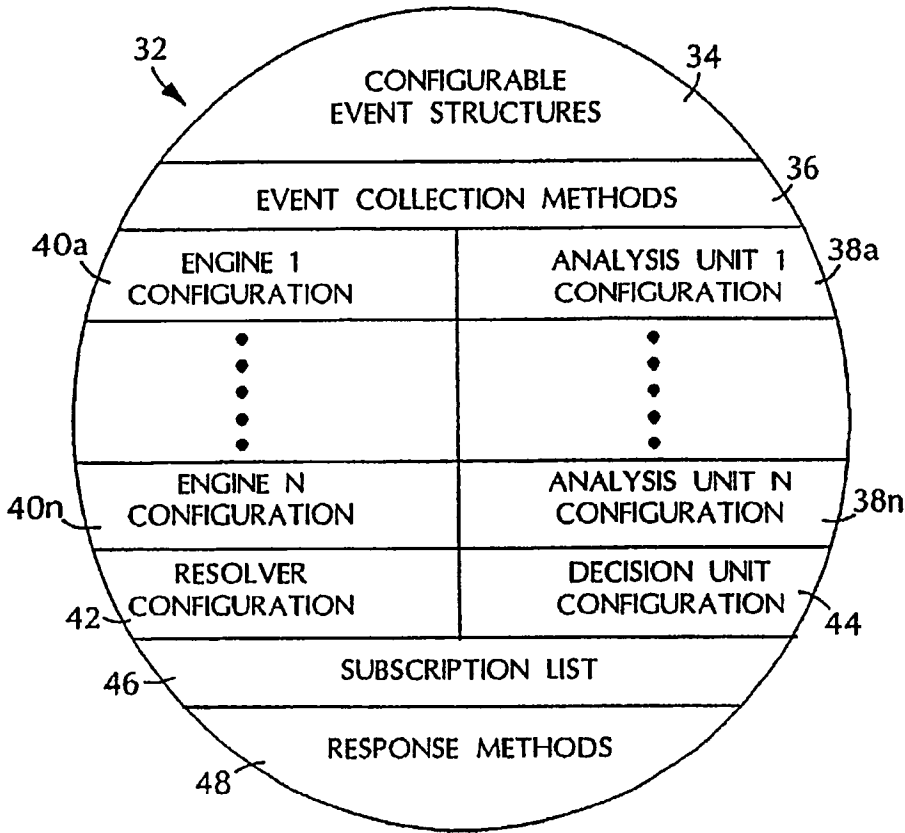 32
34
CONFIGURABLE
EVENT STRUCTURES
36
EVENT COLLECTION METHODS
40a
ENGINE 1
CONFIGURATION
ANALYSIS UNIT 1
CONFIGURATION
38a
40n
ENGINE N
CONFIGURATION
ANALYSIS UNIT N
CONFIGURATION
38n
42
RESOLVER
CONFIGURATION
DECISION UNIT
CONFIGURATION
44
46
SUBSCRIPTION LIST
48
RESPONSE METHODS